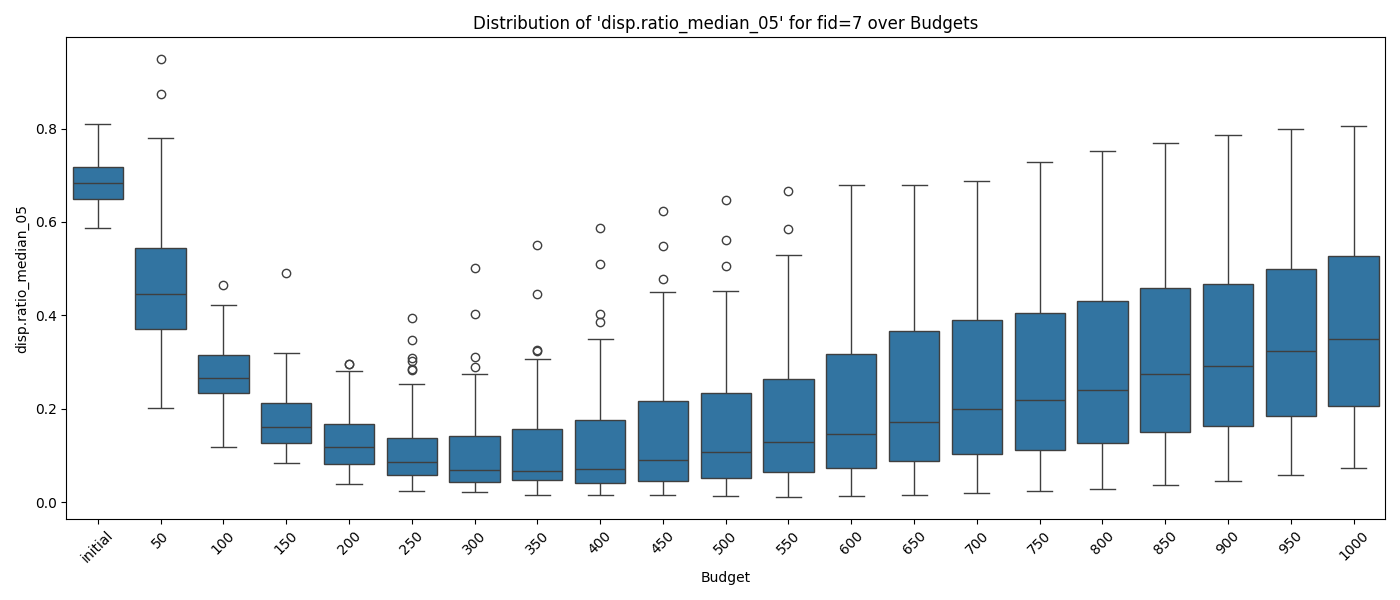 Distribution of 'disp.ratio_median_05' for fid=7 over Budgets
disp.ratio_median_05
0.8
0.6
0.4
0.2
0.0
initial 50 100 150 200 250 300 350 400 450 500 550 600 650 700 750 800 850 900 950 1000
Budget